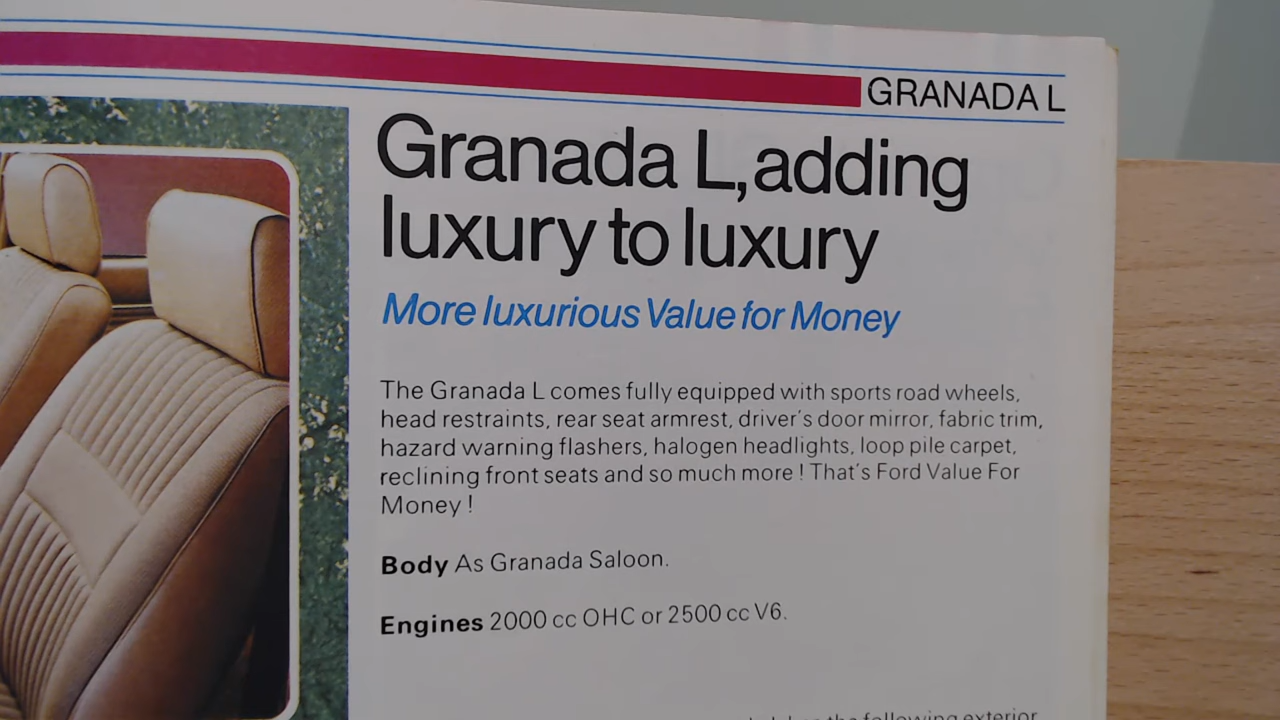 GRANADA L
Granada L, adding
luxury to luxury
More luxurious Value for Money
The Granada L comes fully equipped with sports road wheels,
head restraints, rear seat armrest, driver's door mirror, fabric trim,
hazard warning flashers, halogen headlights, loop pile carpet,
reclining front seats and so much more ! That's Ford Value For
Money !
Body As Granada Saloon.
Engines 2000 cc OHC or 2500 cc V6.
the following exterior